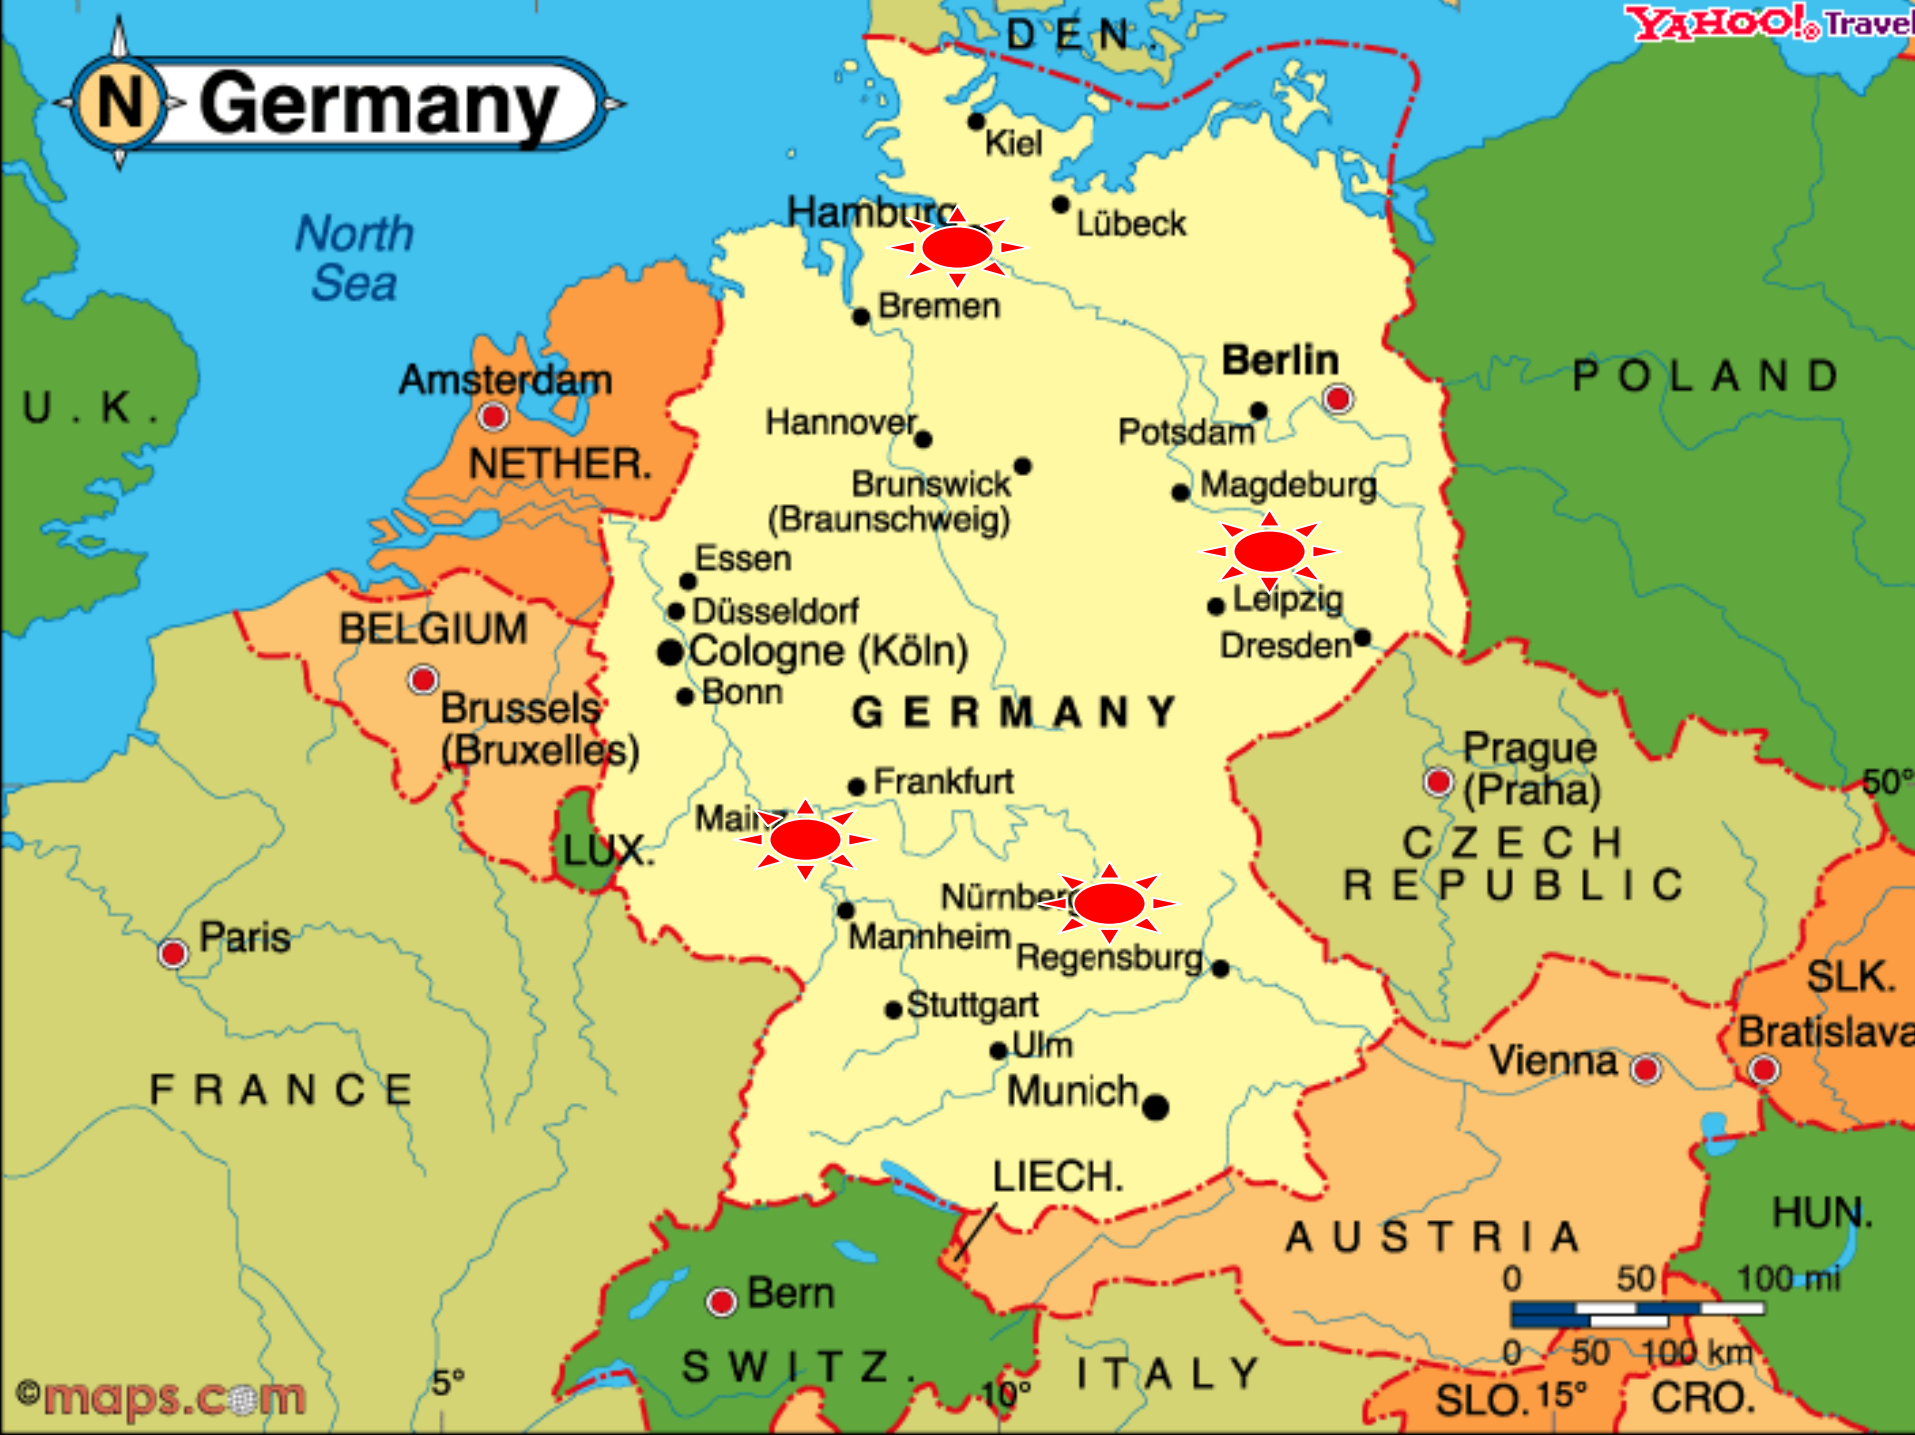 YAHOO!® Travel
DEN.
N Germany
Kiel
North
Sea
Hamburg
Lübeck
Bremen
Berlin
Amsterdam
POLAND
U.K.
Hannover
Potsdam
NETHER.
Brunswick
(Braunschweig)
Magdeburg
Essen
Düsseldorf
Leipzig
BELGIUM
Cologne (Köln)
Dresden
Bonn
Brussels
(Bruxelles)
GERMANY
Prague
(Praha)
50°
Frankfurt
Mainz
LUX.
CZECH
REPUBLIC
Nürnberg
Paris
Mannheim
Regensburg
SLK.
Stuttgart
Bratislava
Ulm
Vienna
FRANCE
Munich
LIECH.
HUN.
AUSTRIA
0 50 100 mi
Bern
0 50 100 km
SWITZ.
ITALY
5°
10°
SLO.
15°
CRO.
©maps.com